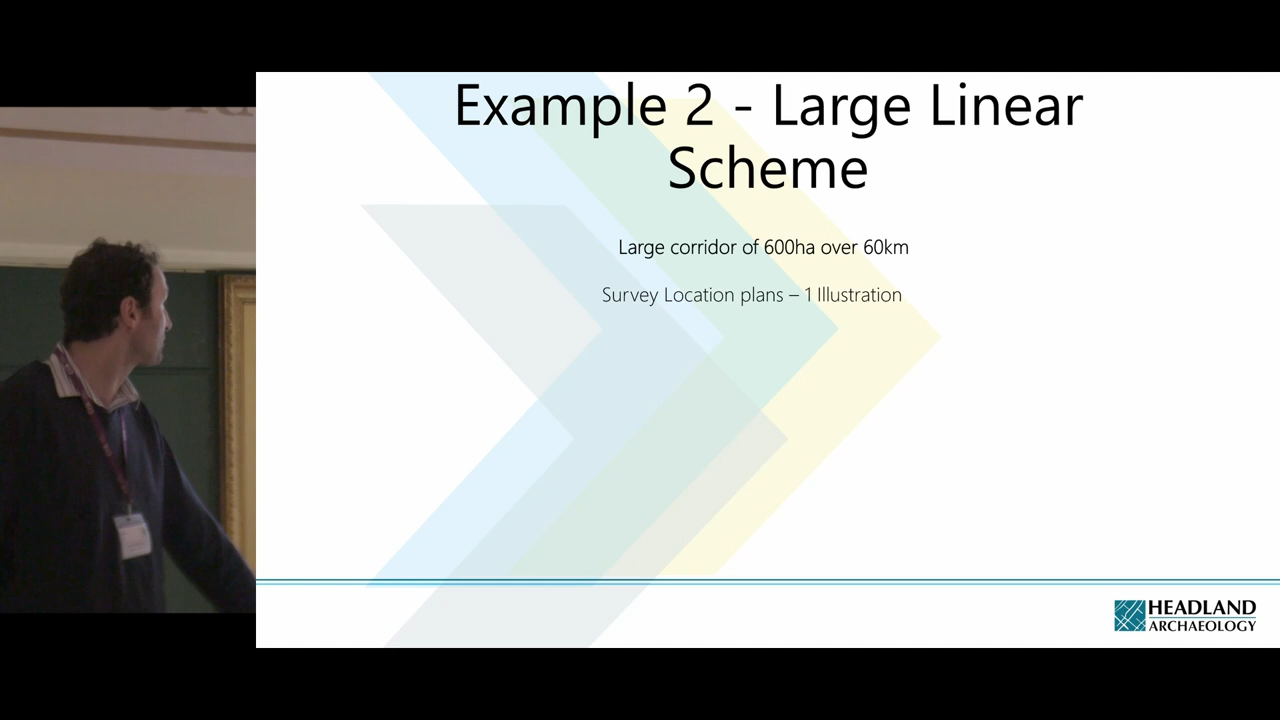 Example 2 - Large Linear
Scheme
Large corridor of 600ha over 60km
Survey Location plans – 1 Illustration
HEADLAND
ARCHAEOLOGY